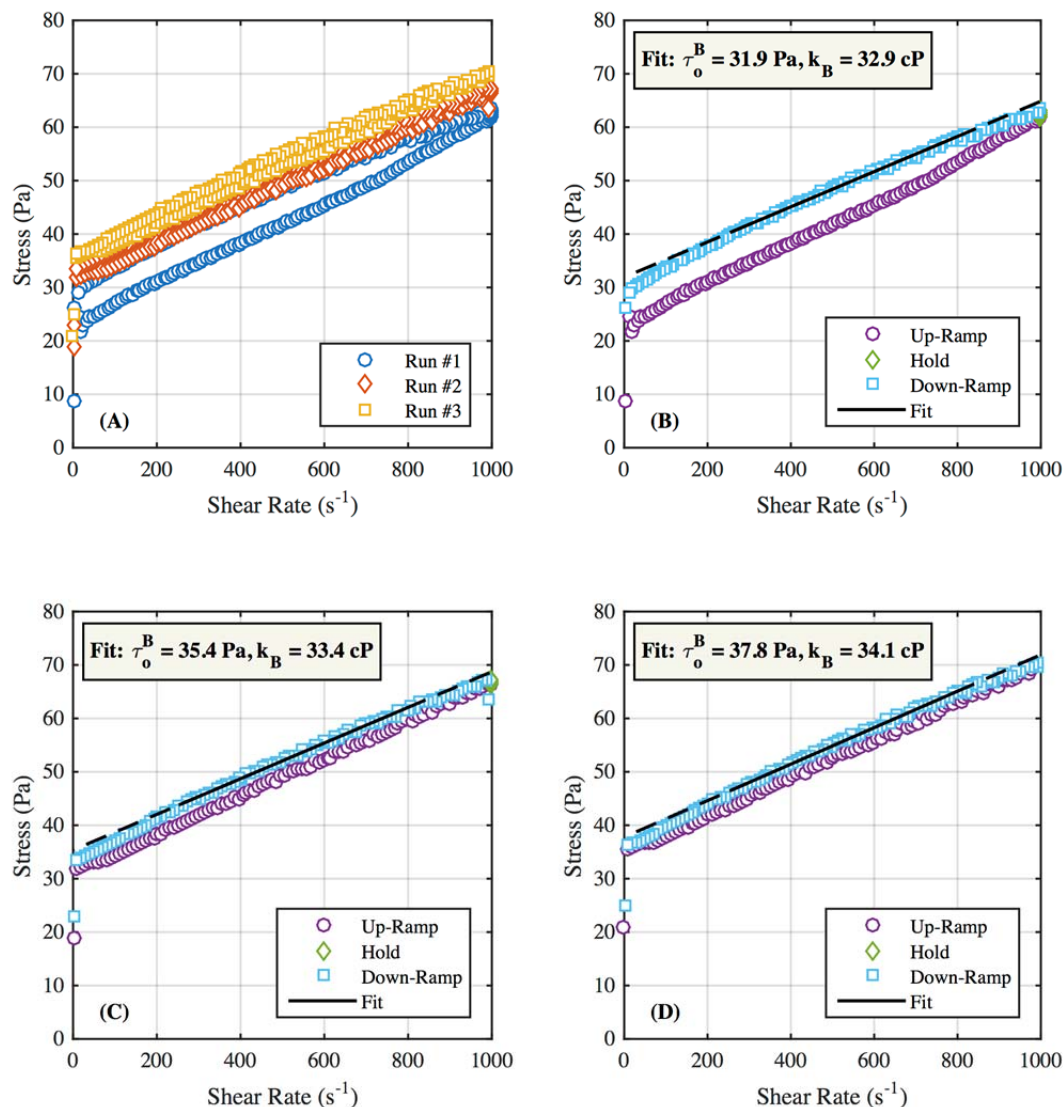 80
70
60
50
40
30
20
10
0
Stress (Pa)
Run #1
Run #2
Run #3
(A)
0 200 400 600 800 1000
Shear Rate (s⁻¹)
80
70
60
50
40
30
20
10
0
Stress (Pa)
Fit: τ_o^B = 31.9 Pa, k_B = 32.9 cP
Up-Ramp
Hold
Down-Ramp
Fit
(B)
0 200 400 600 800 1000
Shear Rate (s⁻¹)
80
70
60
50
40
30
20
10
0
Stress (Pa)
Fit: τ_o^B = 35.4 Pa, k_B = 33.4 cP
Up-Ramp
Hold
Down-Ramp
Fit
(C)
0 200 400 600 800 1000
Shear Rate (s⁻¹)
80
70
60
50
40
30
20
10
0
Stress (Pa)
Fit: τ_o^B = 37.8 Pa, k_B = 34.1 cP
Up-Ramp
Hold
Down-Ramp
Fit
(D)
0 200 400 600 800 1000
Shear Rate (s⁻¹)